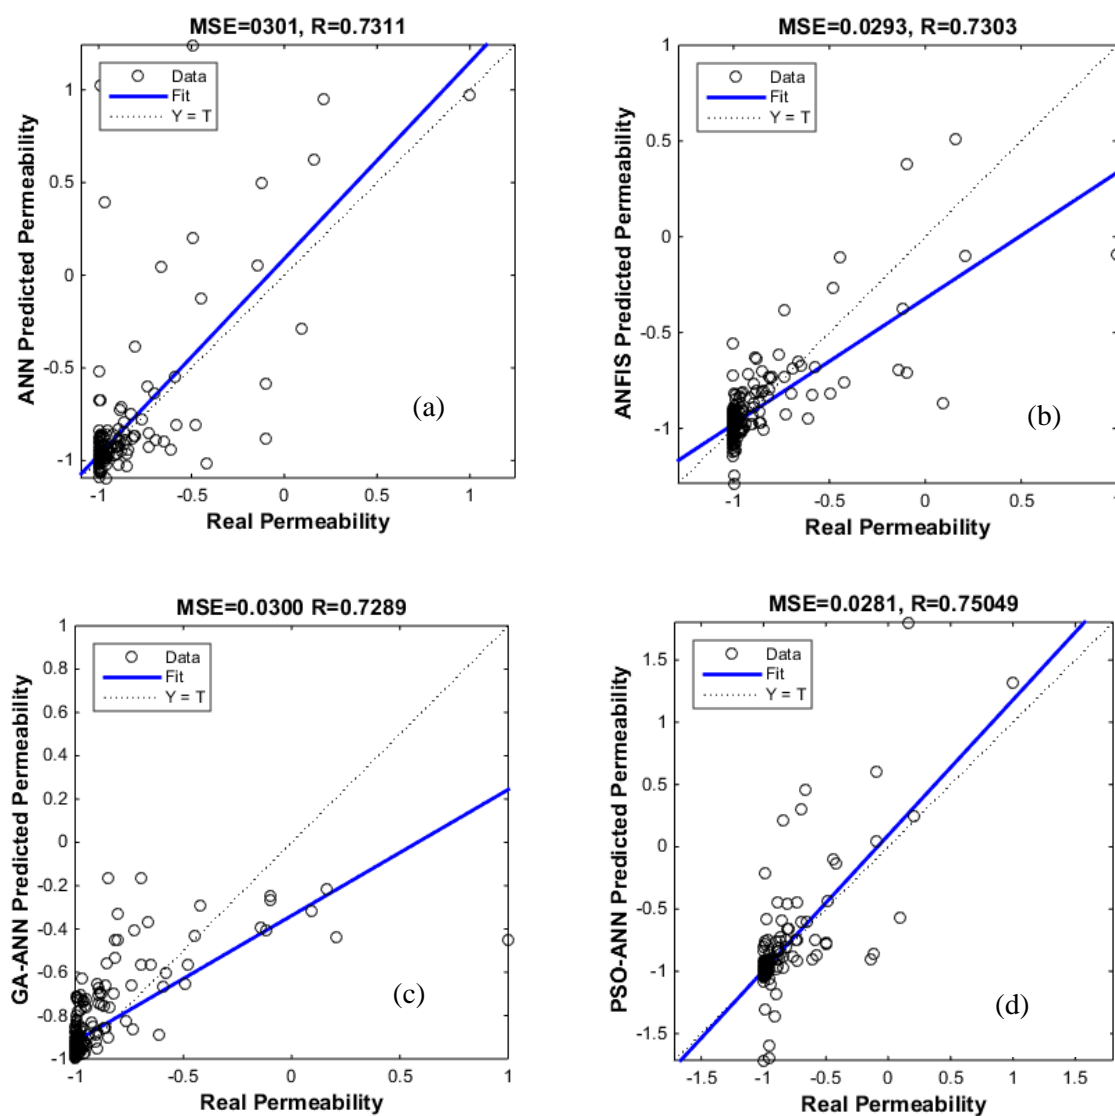 MSE=0301, R=0.7311
ANN Predicted Permeability
1
0.5
0
-0.5
-1
Data
Fit
Y = T
(a)
-1
-0.5
0
0.5
1
Real Permeability
MSE=0.0293, R=0.7303
ANFIS Predicted Permeability
1
0.5
0
-0.5
-1
Data
Fit
Y = T
(b)
-1
-0.5
0
0.5
1
Real Permeability
MSE=0.0300 R=0.7289
GA-ANN Predicted Permeability
1
0.8
0.6
0.4
0.2
0
-0.2
-0.4
-0.6
-0.8
-1
Data
Fit
Y = T
(c)
-1
-0.5
0
0.5
1
Real Permeability
MSE=0.0281, R=0.75049
PSO-ANN Predicted Permeability
1.5
1
0.5
0
-0.5
-1
-1.5
Data
Fit
Y = T
(d)
-1.5
-1
-0.5
0
0.5
1
1.5
Real Permeability